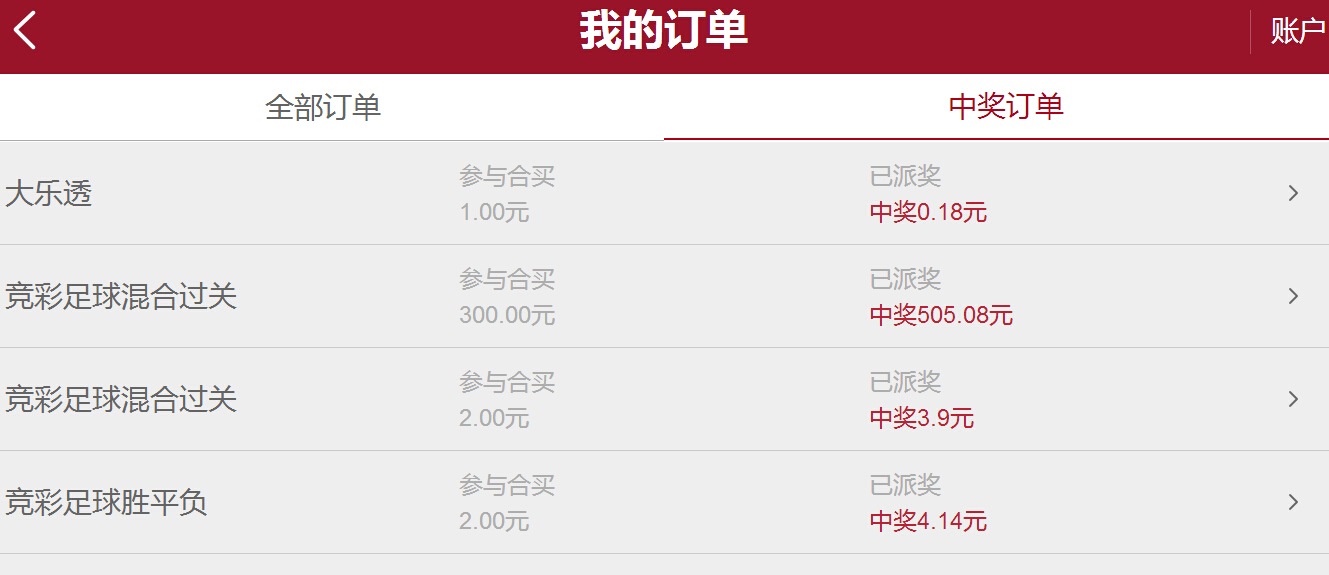 我的订单
账户
全部订单
中奖订单
大乐透
参与合买
1.00元
已派奖
中奖0.18元
竞彩足球混合过关
参与合买
300.00元
已派奖
中奖505.08元
竞彩足球混合过关
参与合买
2.00元
已派奖
中奖3.9元
竞彩足球胜平负
参与合买
2.00元
已派奖
中奖4.14元